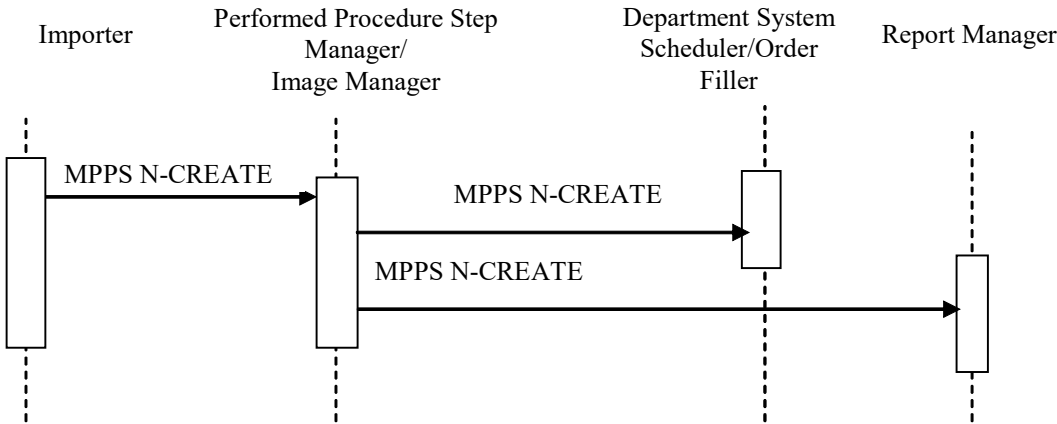 Importer
Performed Procedure Step
Manager/
Image Manager
Department System
Scheduler/Order
Filler
Report Manager
MPPS N-CREATE
MPPS N-CREATE
MPPS N-CREATE